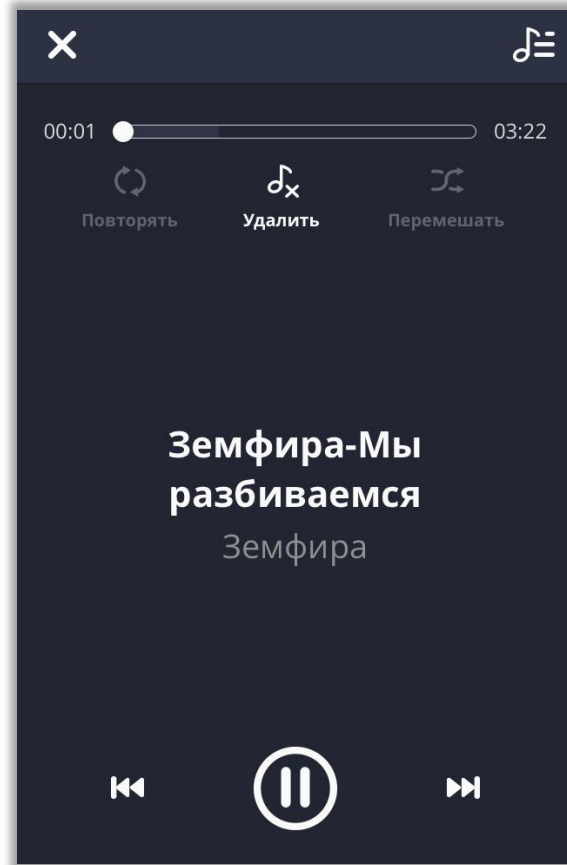 00:01 03:22
Повторять Удалить Перемешать
Земфира-Мы
разбиваемся
Земфира